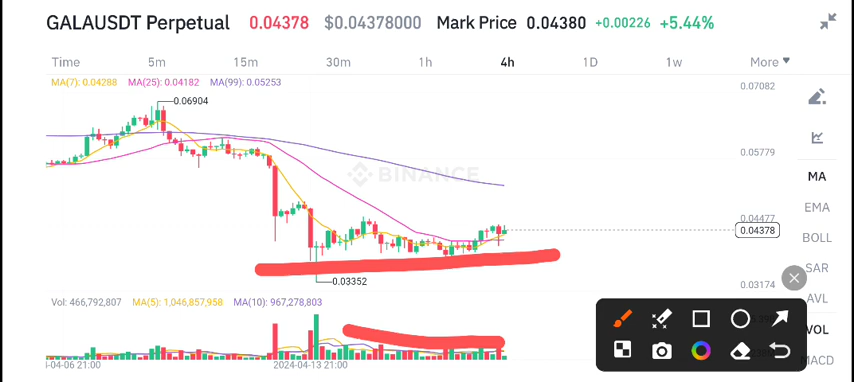 GALAUSDT Perpetual 0.04378 $0.04378000 Mark Price 0.04380 +0.00226 +5.44%
Time 5m 15m 30m 1h 4h 1D 1w More
MA(7): 0.04288 MA(25): 0.04182 MA(99): 0.05253
0.07082
0.06904
0.05779
BINANCE
MA
EMA
0.04477
0.04378
BOLL
SAR
0.03352
0.03174
AVL
Vol: 466,792,807 MA(5): 1,046,857,958 MA(10): 967,278,803
VOL
MACD
2024-04-13 21:00